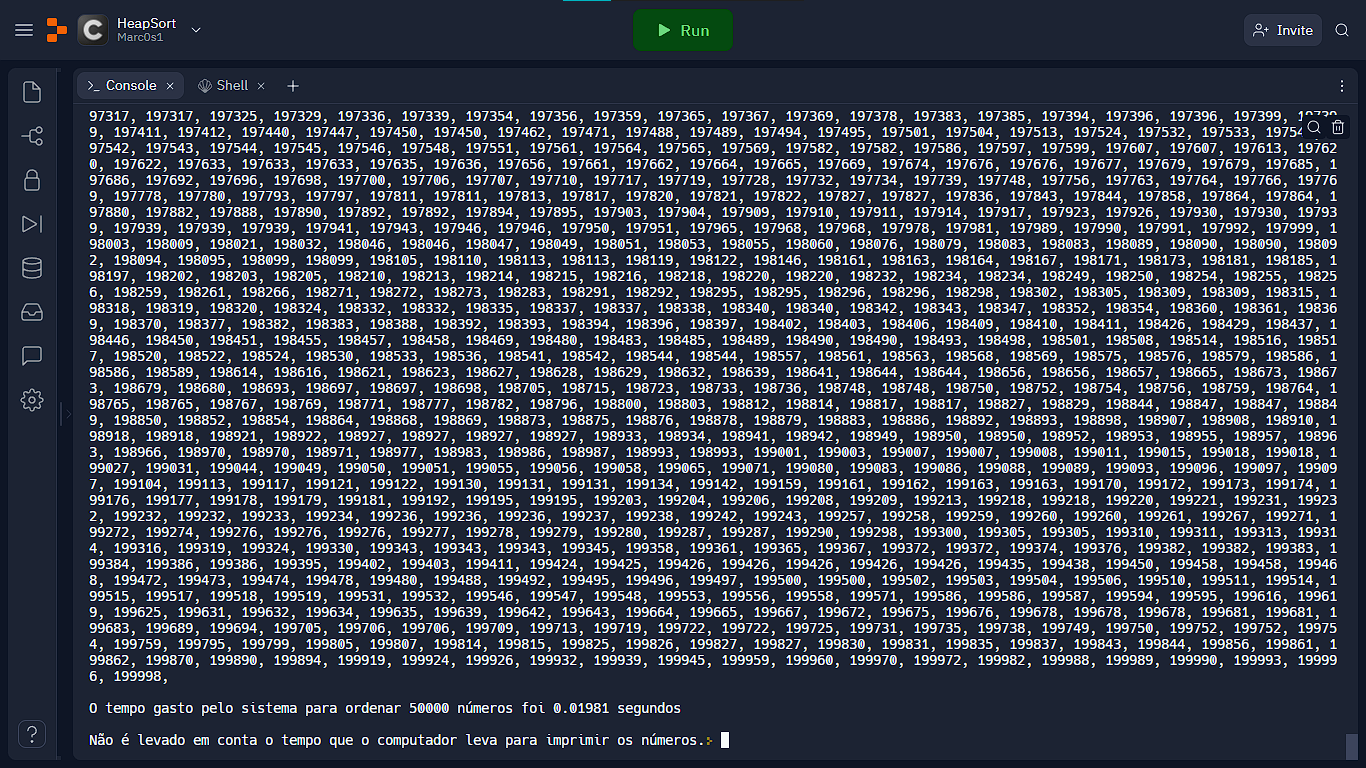 HeapSort
Marc0s1
Run
Invite
Console
Shell
97317, 197317, 197325, 197329, 197336, 197339, 197354, 197356, 197359, 197365, 197367, 197369, 197378, 197383, 197385, 197394, 197396, 197396, 197399, 19739
9, 197411, 197412, 197440, 197447, 197450, 197450, 197462, 197471, 197488, 197489, 197494, 197495, 197501, 197504, 197513, 197524, 197532, 197533,
97542, 197543, 197544, 197545, 197546, 197548, 197551, 197561, 197564, 197565, 197569, 197582, 197582, 197586, 197597, 197599, 197607, 197607, 197613, 19762
0, 197622, 197633, 197633, 197633, 197635, 197636, 197656, 197661, 197662, 197664, 197665, 197669, 197674, 197676, 197676, 197677, 197679, 197679, 197685, 1
97686, 197692, 197696, 197698, 197700, 197706, 197707, 197710, 197717, 197719, 197728, 197732, 197734, 197739, 197748, 197756, 197763, 197764, 197766, 19776
9, 197778, 197780, 197793, 197797, 197811, 197811, 197813, 197817, 197820, 197821, 197822, 197827, 197827, 197836, 197843, 197844, 197858, 197864, 197864, 1
97880, 197882, 197888, 197890, 197892, 197892, 197894, 197895, 197903, 197904, 197909, 197910, 197911, 197914, 197917, 197923, 197926, 197930, 197930, 19793
9, 197939, 197939, 197939, 197941, 197943, 197946, 197946, 197950, 197951, 197965, 197968, 197968, 197978, 197981, 197989, 197990, 197991, 197992, 197999, 1
98003, 198009, 198021, 198032, 198046, 198046, 198047, 198049, 198051, 198053, 198055, 198060, 198076, 198079, 198083, 198083, 198089, 198090, 198090, 19809
2, 198094, 198095, 198099, 198099, 198105, 198110, 198113, 198113, 198119, 198122, 198146, 198161, 198163, 198164, 198167, 198171, 198173, 198181, 198185, 1
98197, 198202, 198203, 198205, 198210, 198213, 198214, 198215, 198216, 198218, 198220, 198220, 198232, 198234, 198234, 198249, 198250, 198254, 198255, 19825
6, 198259, 198261, 198266, 198271, 198272, 198273, 198283, 198291, 198292, 198295, 198295, 198296, 198296, 198298, 198302, 198305, 198309, 198309, 198315, 1
98318, 198319, 198320, 198324, 198332, 198332, 198335, 198337, 198337, 198338, 198340, 198340, 198342, 198343, 198347, 198352, 198354, 198360, 198361, 19836
9, 198370, 198377, 198382, 198383, 198388, 198392, 198393, 198394, 198396, 198397, 198402, 198403, 198406, 198409, 198410, 198411, 198426, 198429, 198437, 1
98446, 198450, 198451, 198455, 198457, 198458, 198469, 198480, 198483, 198485, 198489, 198490, 198490, 198493, 198498, 198501, 198508, 198514, 198516, 19851
7, 198520, 198522, 198524, 198530, 198533, 198536, 198541, 198542, 198544, 198544, 198557, 198561, 198563, 198568, 198569, 198575, 198576, 198579, 198586, 1
98586, 198589, 198614, 198616, 198621, 198623, 198627, 198628, 198629, 198632, 198639, 198641, 198644, 198644, 198656, 198656, 198657, 198665, 198673, 19867
3, 198679, 198680, 198693, 198697, 198697, 198698, 198705, 198715, 198723, 198733, 198736, 198748, 198748, 198750, 198752, 198754, 198756, 198759, 198764, 1
98765, 198765, 198767, 198769, 198771, 198777, 198782, 198796, 198800, 198803, 198812, 198814, 198817, 198817, 198827, 198829, 198844, 198847, 198847, 19884
9, 198850, 198852, 198854, 198864, 198868, 198869, 198873, 198875, 198876, 198878, 198879, 198883, 198886, 198892, 198893, 198898, 198907, 198908, 198910, 1
98918, 198918, 198921, 198922, 198927, 198927, 198927, 198927, 198933, 198934, 198941, 198942, 198949, 198950, 198950, 198952, 198953, 198955, 198957, 19896
3, 198966, 198970, 198970, 198971, 198977, 198983, 198986, 198987, 198993, 198993, 199001, 199003, 199007, 199007, 199008, 199011, 199015, 199018, 199018, 1
99027, 199031, 199044, 199049, 199050, 199051, 199055, 199056, 199058, 199065, 199071, 199080, 199083, 199086, 199088, 199089, 199093, 199096, 199097, 19909
7, 199104, 199113, 199117, 199121, 199122, 199130, 199131, 199131, 199134, 199142, 199159, 199161, 199162, 199163, 199163, 199170, 199172, 199173, 199174, 1
99176, 199177, 199178, 199179, 199181, 199192, 199195, 199195, 199203, 199204, 199206, 199208, 199209, 199213, 199218, 199218, 199220, 199221, 199231, 19923
2, 199232, 199232, 199233, 199234, 199236, 199236, 199236, 199237, 199238, 199242, 199243, 199257, 199258, 199259, 199260, 199260, 199261, 199267, 199271, 1
99272, 199274, 199276, 199276, 199276, 199277, 199278, 199279, 199280, 199287, 199287, 199290, 199298, 199300, 199305, 199305, 199310, 199311, 199313, 19931
4, 199316, 199319, 199324, 199330, 199343, 199343, 199343, 199345, 199358, 199361, 199365, 199367, 199372, 199372, 199374, 199376, 199382, 199382, 199383, 1
99384, 199386, 199386, 199395, 199402, 199403, 199411, 199424, 199425, 199426, 199426, 199426, 199426, 199426, 199435, 199438, 199450, 199458, 199458, 19946
8, 199472, 199473, 199474, 199478, 199480, 199488, 199492, 199495, 199496, 199497, 199500, 199500, 199502, 199503, 199504, 199506, 199510, 199511, 199514, 1
99515, 199517, 199518, 199519, 199531, 199532, 199546, 199547, 199548, 199553, 199556, 199558, 199571, 199586, 199586, 199587, 199594, 199595, 199616, 19961
9, 199625, 199631, 199632, 199634, 199635, 199639, 199642, 199643, 199664, 199665, 199667, 199672, 199675, 199676, 199678, 199678, 199678, 199681, 199681, 1
99683, 199689, 199694, 199705, 199706, 199706, 199709, 199713, 199719, 199722, 199722, 199725, 199731, 199735, 199738, 199749, 199750, 199752, 199752, 19975
4, 199759, 199795, 199799, 199805, 199807, 199814, 199815, 199825, 199826, 199827, 199827, 199830, 199831, 199835, 199837, 199843, 199844, 199856, 199861, 1
99862, 199870, 199890, 199894, 199919, 199924, 199926, 199932, 199939, 199945, 199959, 199960, 199970, 199972, 199982, 199988, 199989, 199990, 199993, 19999
6, 199998,
O tempo gasto pelo sistema para ordenar 50000 números foi 0.01981 segundos
Não é levado em conta o tempo que o computador leva para imprimir os números.